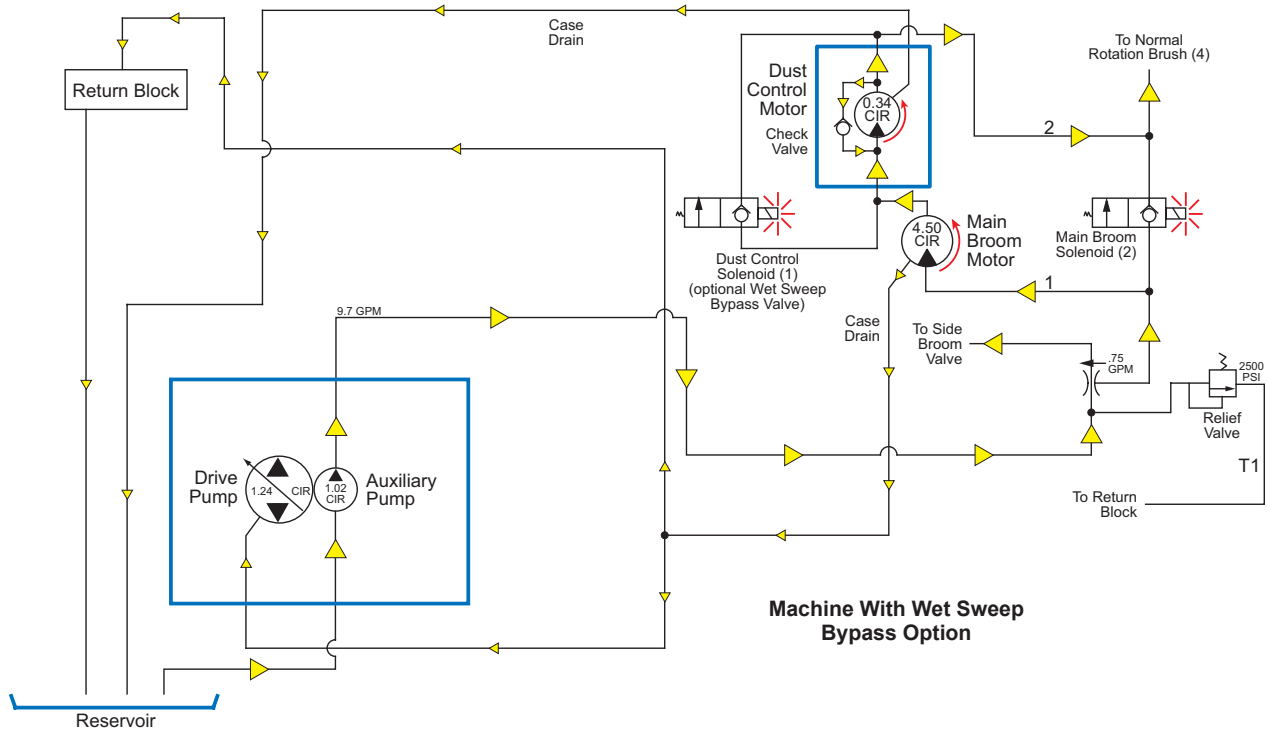 Case
Drain
Return Block
Dust
Control
Motor
Check
Valve
0.34
CIR
To Normal
Rotation Brush (4)
2
4.50
CIR
Main
Broom
Motor
Main Broom
Solenoid (2)
Dust Control
Solenoid (1)
(optional Wet Sweep
Bypass Valve)
1
9.7 GPM
Case
Drain
To Side
Broom
Valve
.75
GPM
2500
PSI
Relief
Valve
T1
Drive
Pump
1.24
CIR
1.02
CIR
Auxiliary
Pump
To Return
Block
Machine With Wet Sweep
Bypass Option
Reservoir